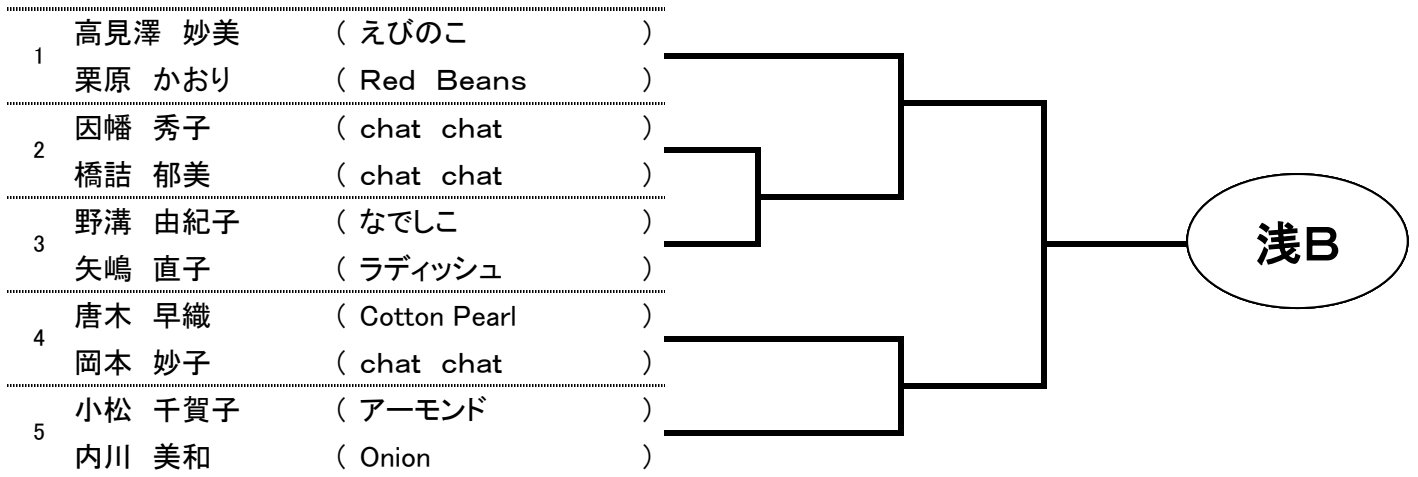 1
高見澤　妙美　（ えびのこ　）
栗原　かおり　（ Red　Beans　）
2
因幡　秀子　（ chat　chat　）
橋詰　郁美　（ chat　chat　）
3
野溝　由紀子　（ なでしこ　）
矢嶋　直子　（ ラディッシュ　）
4
唐木　早織　（ Cotton Pearl　）
岡本　妙子　（ chat　chat　）
5
小松　千賀子　（ アーモンド　）
内川　美和　（ Onion　）
浅B